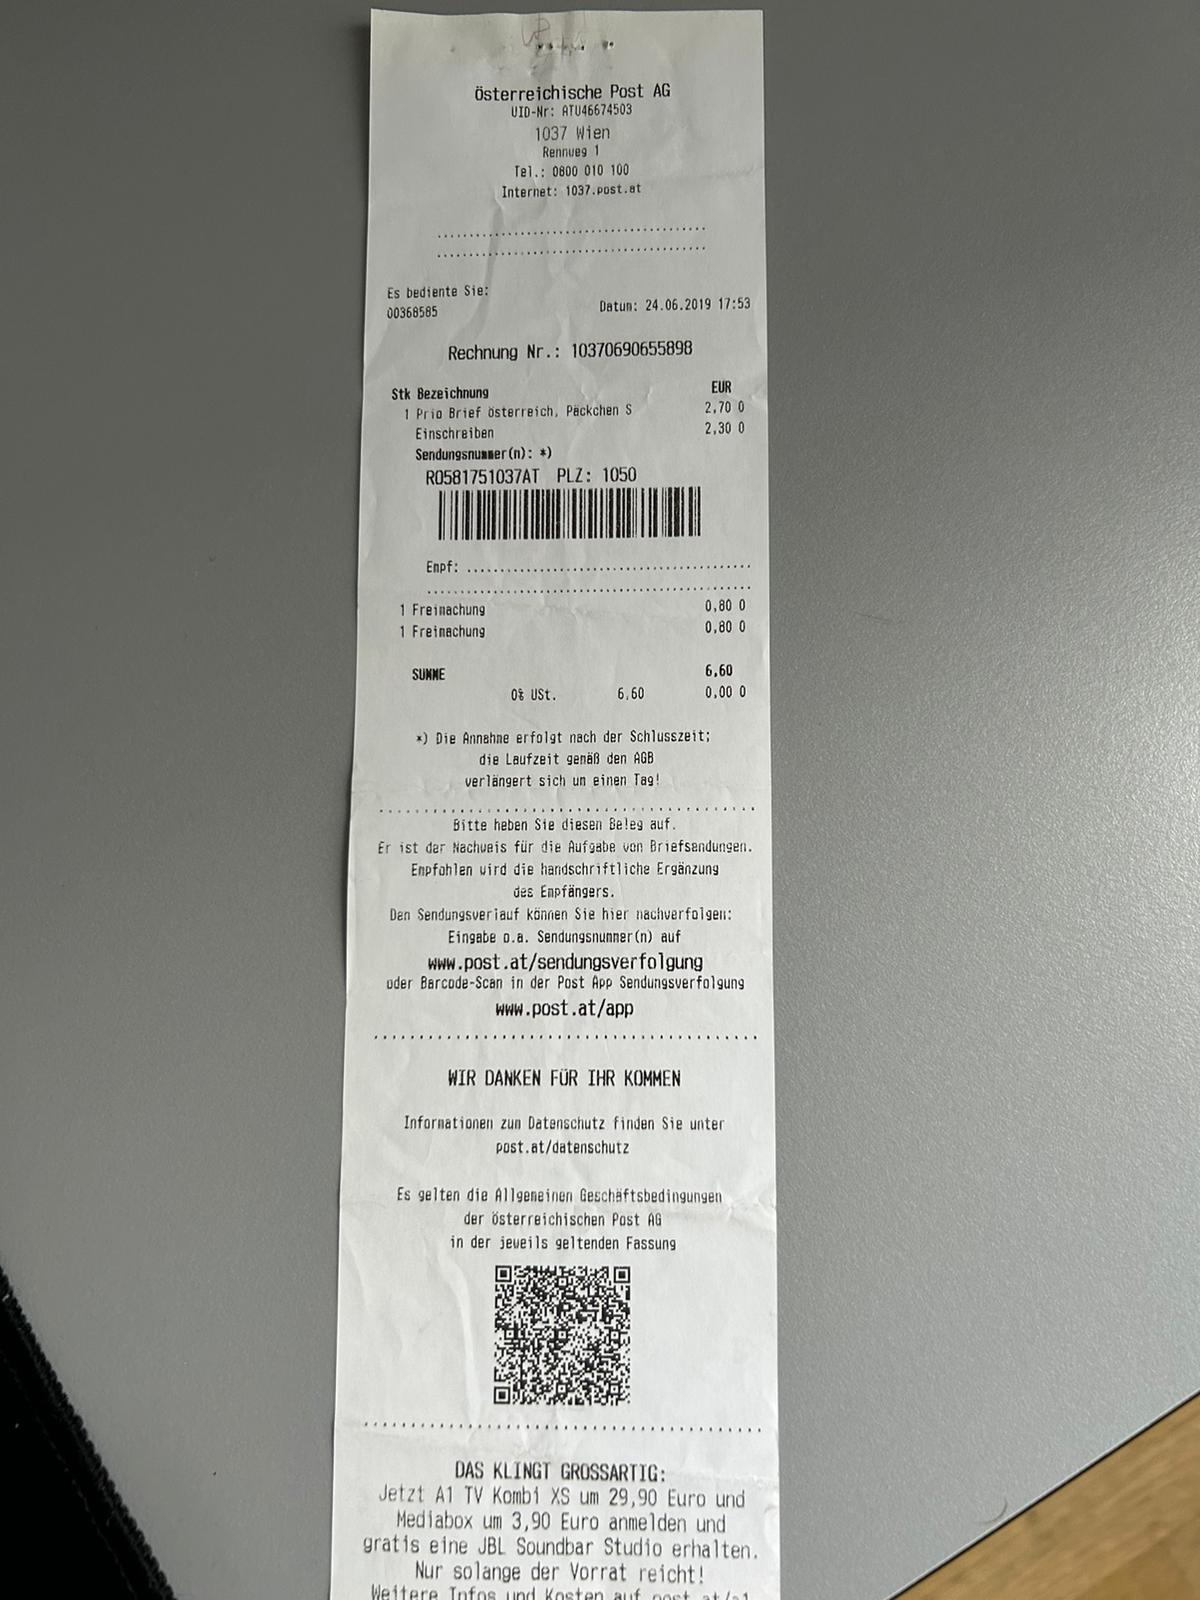 Österreichische Post AG
UID-Nr: ATU46674503
1037 Wien
Rennweg 1
Tel.: 0800 010 100
Internet: 1037.post.at
Es bediente Sie:
00368585 Datum: 24.06.2019 17:53
Rechnung Nr.: 10370690655898
Stk Bezeichnung EUR
1 Prio Brief Österreich, Päckchen S 2,70 0
Einschreiben 2,30 0
Sendungsnummer(n): *)
RO581751037AT PLZ: 1050
Empf: ........................................
1 Freimachung 0,80 0
1 Freimachung 0,80 0
SUMME 6,60
0% USt. 6,60 0,00 0
*) Die Annahme erfolgt nach der Schlusszeit;
die Laufzeit gemäß den AGB
verlängert sich um einen Tag!
Bitte heben Sie diesen Beleg auf.
Er ist der Nachweis für die Aufgabe von Briefsendungen.
Empfohlen wird die handschriftliche Ergänzung
des Empfängers.
Den Sendungsverlauf können Sie hier nachverfolgen:
Eingabe o.a. Sendungsnummer(n) auf
www.post.at/sendungsverfolgung
oder Barcode-Scan in der Post App Sendungsverfolgung
www.post.at/app
WIR DANKEN FÜR IHR KOMMEN
Informationen zum Datenschutz finden Sie unter
post.at/datenschutz
Es gelten die Allgemeinen Geschäftsbedingungen
der Österreichischen Post AG
in der jeweils geltenden Fassung
DAS KLINGT GROSSARTIG:
Jetzt A1 TV Kombi XS um 29,90 Euro und
Mediabox um 3,90 Euro anmelden und
gratis eine JBL Soundbar Studio erhalten.
Nur solange der Vorrat reicht!
Weitere Infos und Kosten auf post.at/a1